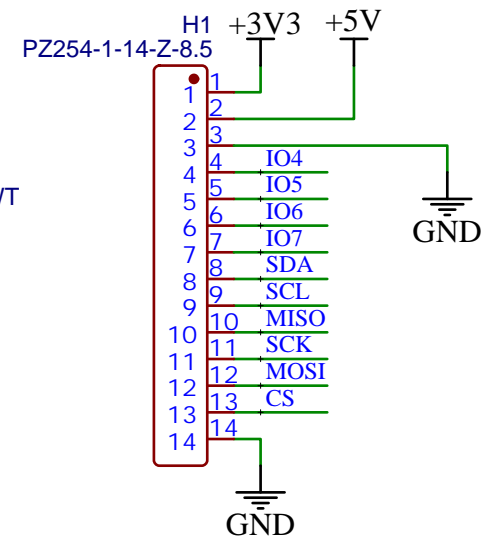 H1
PZ254-1-14-Z-8.5
+3V3
+5V
1 1
2 2
3 3
4 4 IO4
5 5 IO5
6 6 IO6
7 7 IO7
8 8 SDA
9 9 SCL
10 10 MISO
11 11 SCK
12 12 MOSI
13 13 CS
14 14
GND
GND